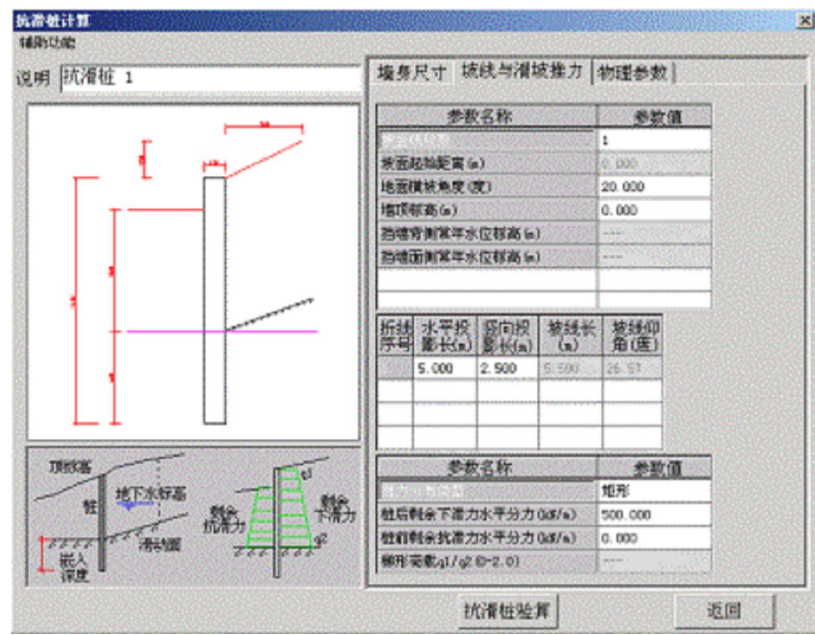 抗滑桩计算
辅助功能
说明 抗滑桩 1
墙身尺寸 坡线与滑坡推力 物理参数
参数名称 参数值
1
坡面起始距离(m) 0.000
地面横坡角度(度) 20.000
墙顶标高(m) 0.000
挡墙背侧常年水位标高(m) ---
挡墙面侧常年水位标高(m) ---
折线序号 水平投影长(m) 竖向投影长(m) 坡线长(m) 坡线仰角(度)
5.000 2.500 5.590 26.57
参数名称 参数值
矩形
桩后剩余下滑力水平分力(kN/m) 500.000
桩前剩余抗滑力水平分力(kN/m) 0.000
梯形荷载q1/q2(0-2.0) ---
顶标高
桩
地下水标高
滑动面
嵌入深度
剩余抗滑力
剩余下滑力
q1
q2
抗滑桩验算 返回